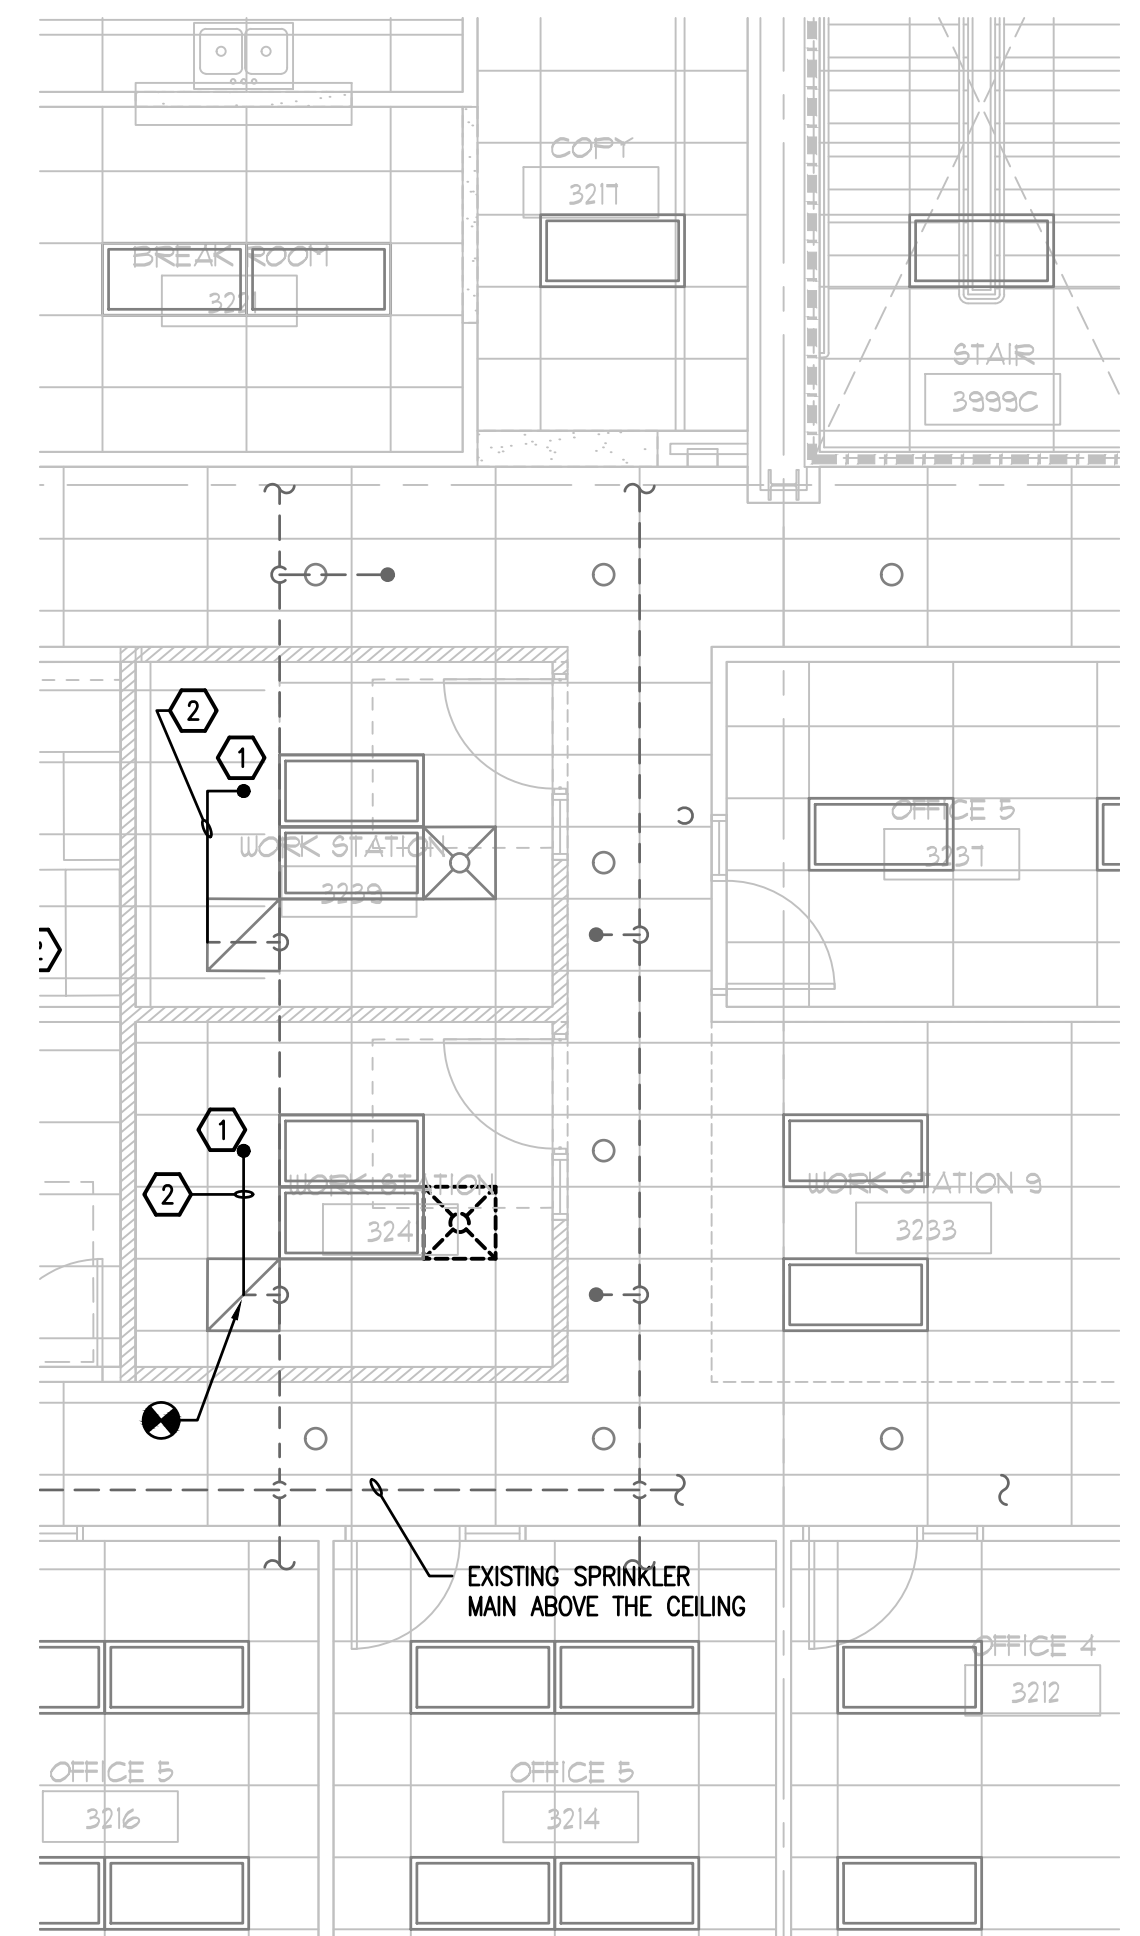 COPY
3217
BREAK ROOM
3221
STAIR
3999C
2
1
OFFICE 5
3237
WORK STATION
3239
2
1
2
WORK STATION
324
WORK STATION 9
3233
EXISTING SPRINKLER
MAIN ABOVE THE CEILING
OFFICE 4
3212
OFFICE 5
3216
OFFICE 5
3214